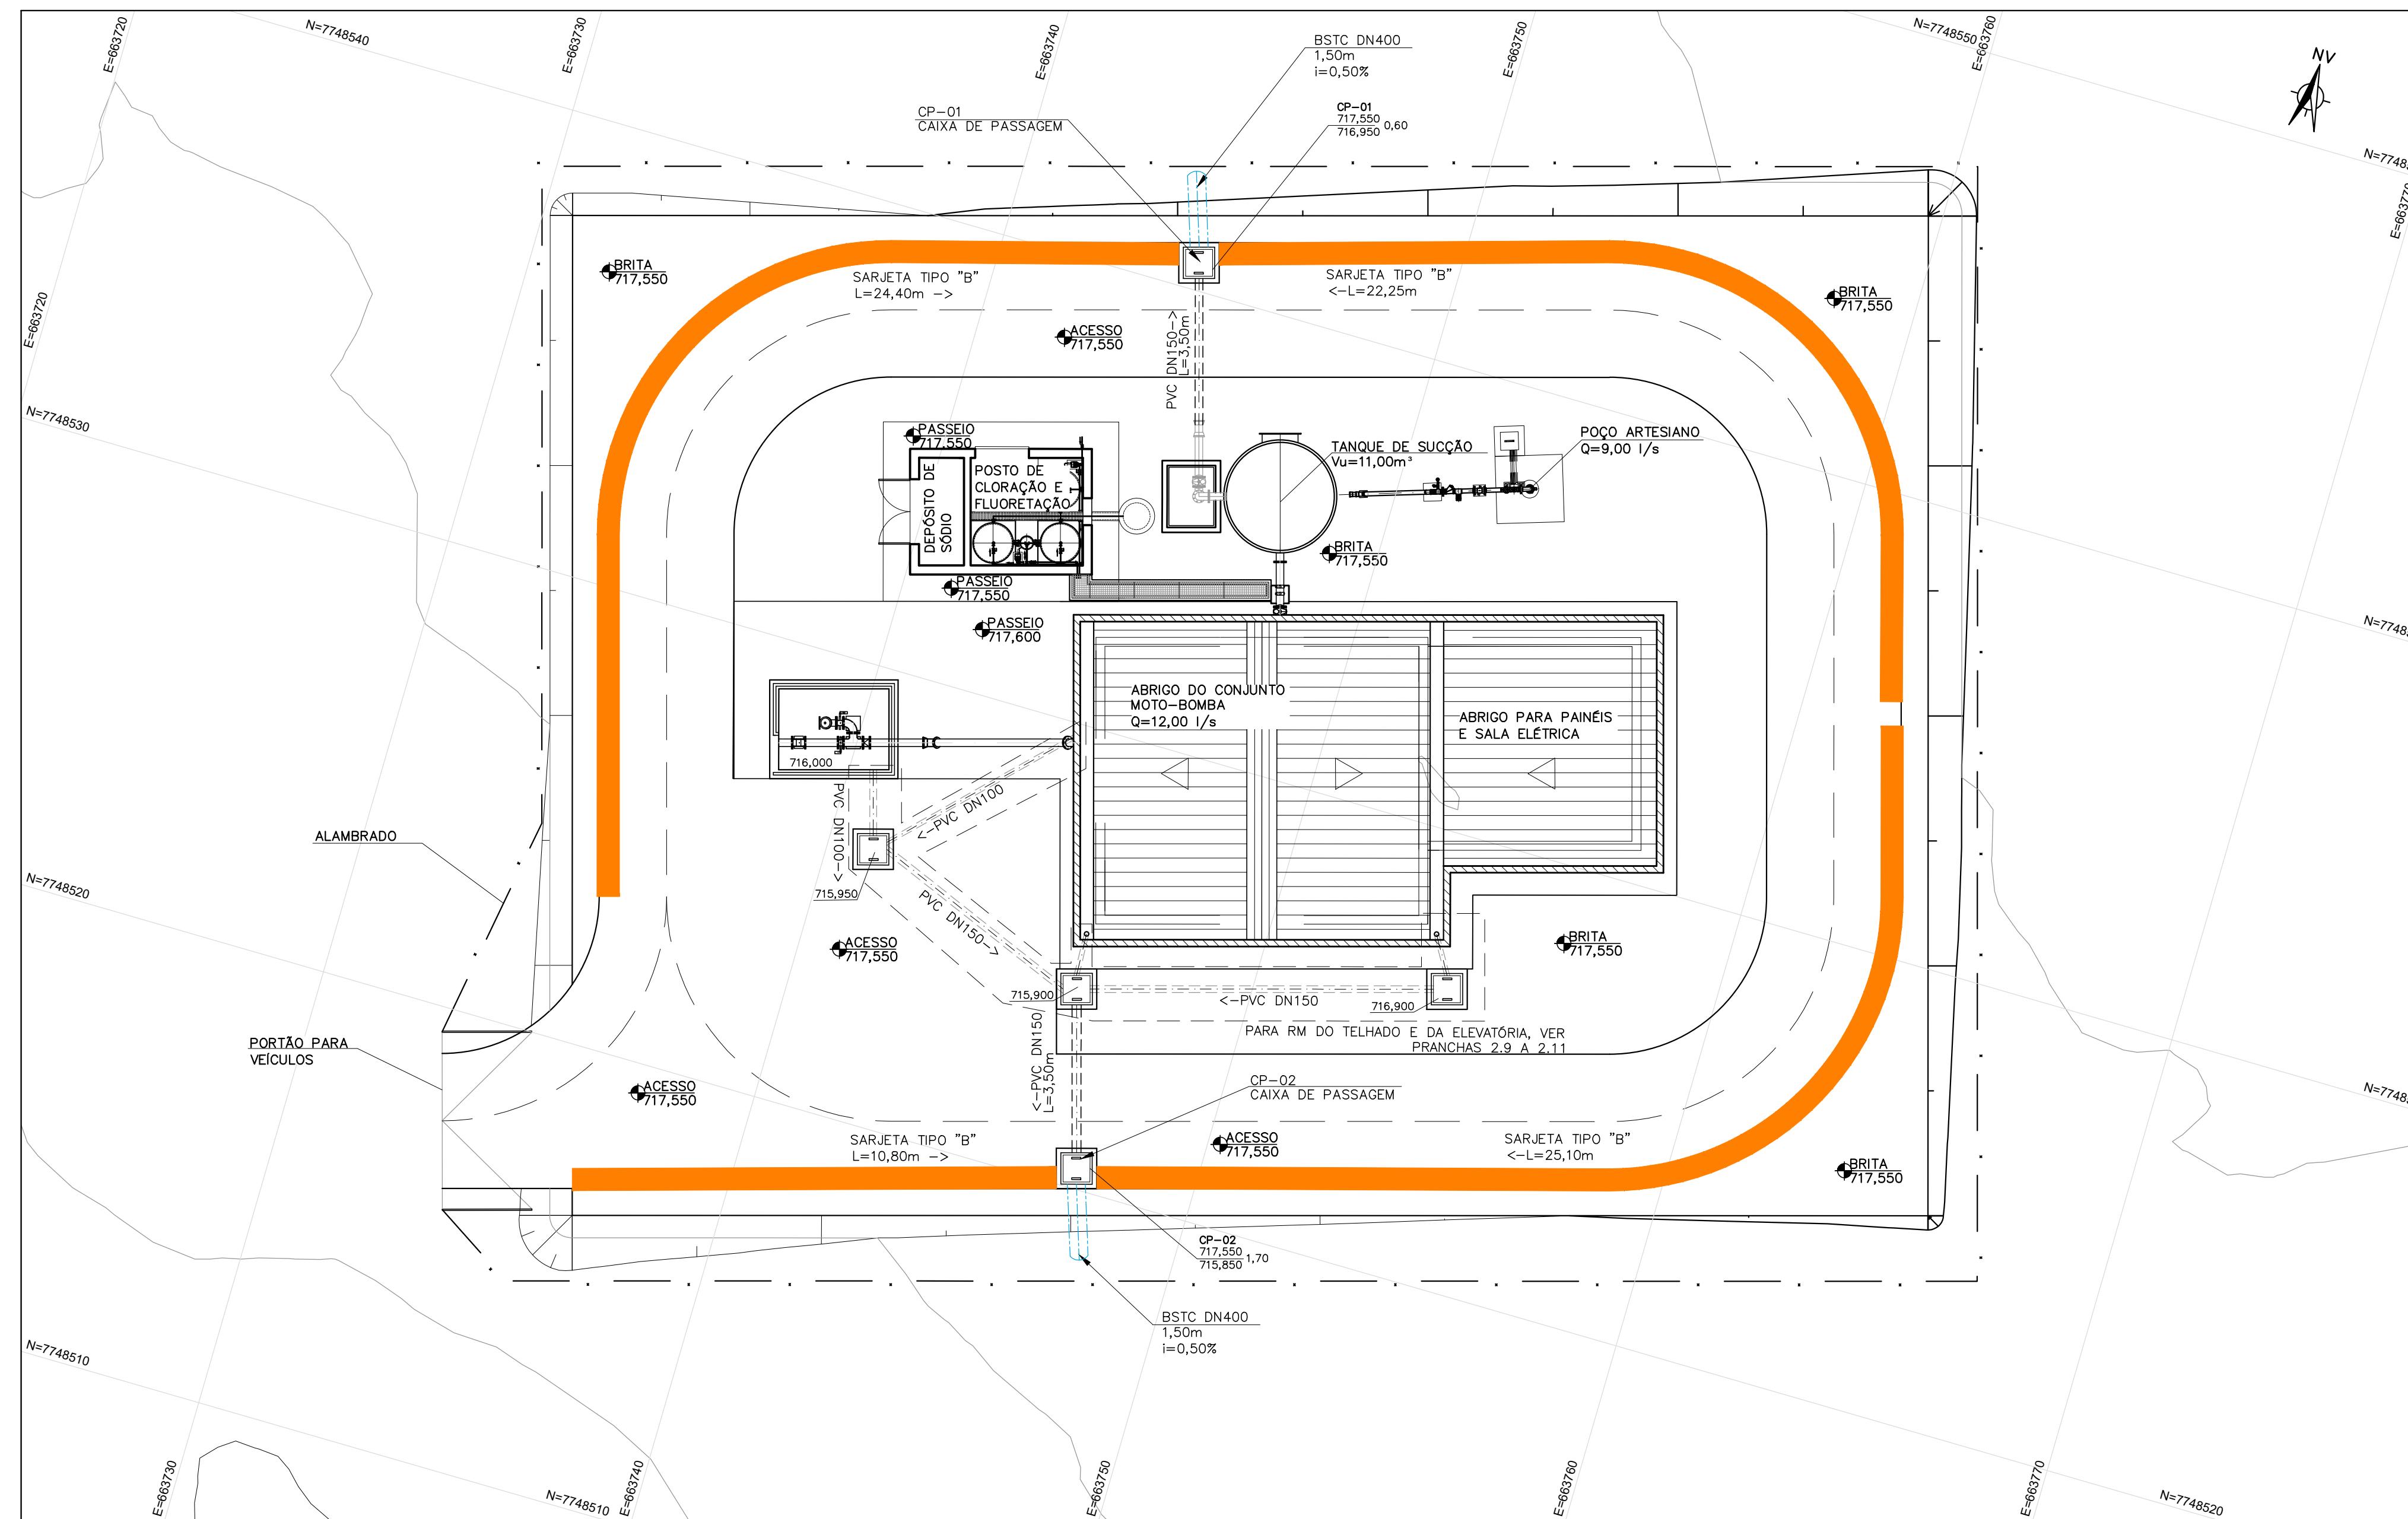 E=663720
N=7748540
E=663730
E=663740
E=663750
N=7748550
E=663760
NV
BSTC DN400
1,50m
i=0,50%
CP-01
CAIXA DE PASSAGEM
CP-01
717,550
716,950
0,60
E=663770
BRITA
717,550
SARJETA TIPO "B"
L=24,40m ->
SARJETA TIPO "B"
<-L=22,25m
BRITA
717,550
E=663720
ACESSO
717,550
PVC DN150->
L=3,50m
N=7748530
PASSEIO
717,550
DEPÓSITO DE
SÓDIO
POSTO DE
CLORAÇÃO E
FLUORETAÇÃO
TANQUE DE SUCÇÃO
Vu=11,00m³
POÇO ARTESIANO
Q=9,00 l/s
BRITA
717,550
PASSEIO
717,550
PASSEIO
717,600
ABRIGO DO CONJUNTO
MOTO-BOMBA
Q=12,00 l/s
ABRIGO PARA PAINÉIS
E SALA ELÉTRICA
716,000
PVC DN100->
<-PVC DN100
ALAMBRADO
N=7748520
715,950
PVC DN150->
ACESSO
717,550
BRITA
717,550
715,900
<-PVC DN150
716,900
PARA RM DO TELHADO E DA ELEVATÓRIA, VER
PRANCHAS 2.9 A 2.11
PORTÃO PARA
VEÍCULOS
<-PVC DN150
L=3,50m
ACESSO
717,550
CP-02
CAIXA DE PASSAGEM
SARJETA TIPO "B"
L=10,80m ->
ACESSO
717,550
SARJETA TIPO "B"
<-L=25,10m
BRITA
717,550
CP-02
717,550
715,850
1,70
BSTC DN400
1,50m
i=0,50%
N=7748510
E=663730
N=7748510
E=663740
E=663750
E=663760
E=663770
N=7748520